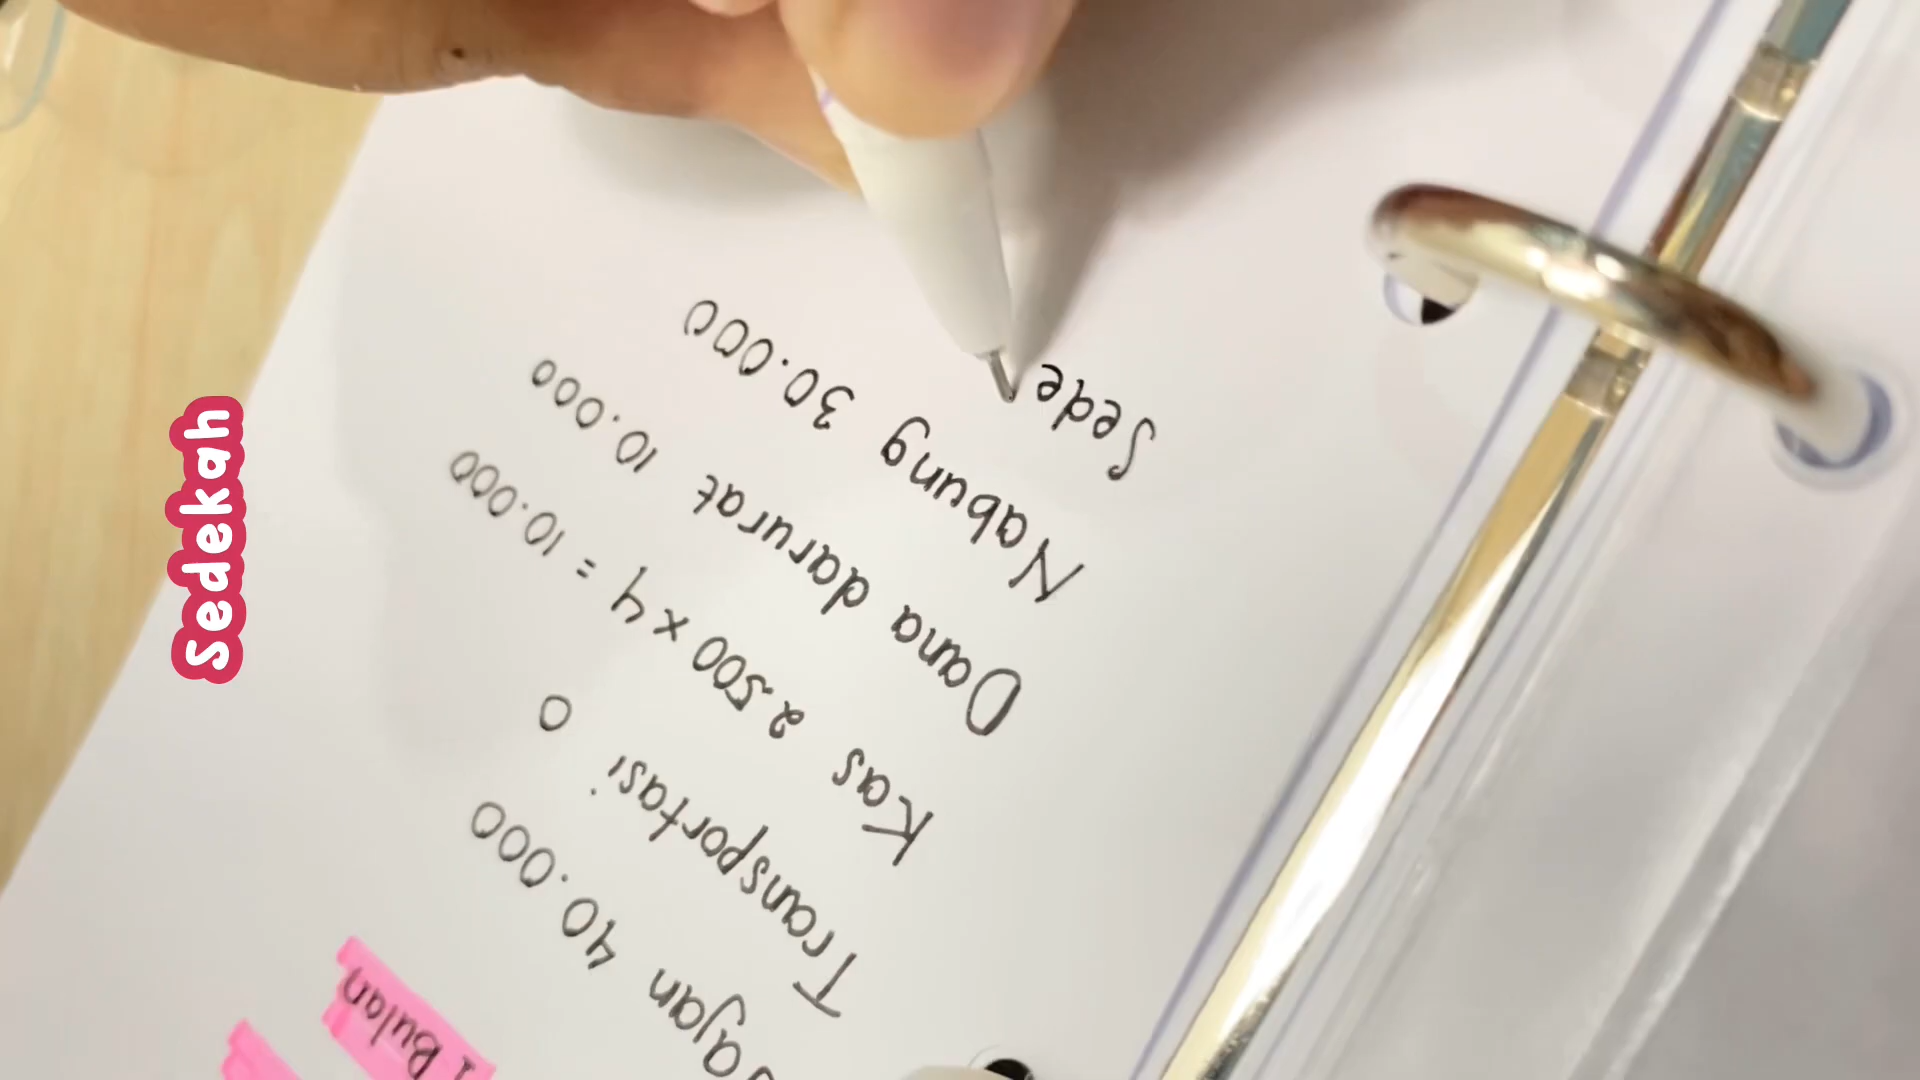 1 Bulan
40.000
Transportasi 0
Kas 2.500 x 4 = 10.000
Dana darurat 10.000
Nabung 30.000
Sede
Sedekah